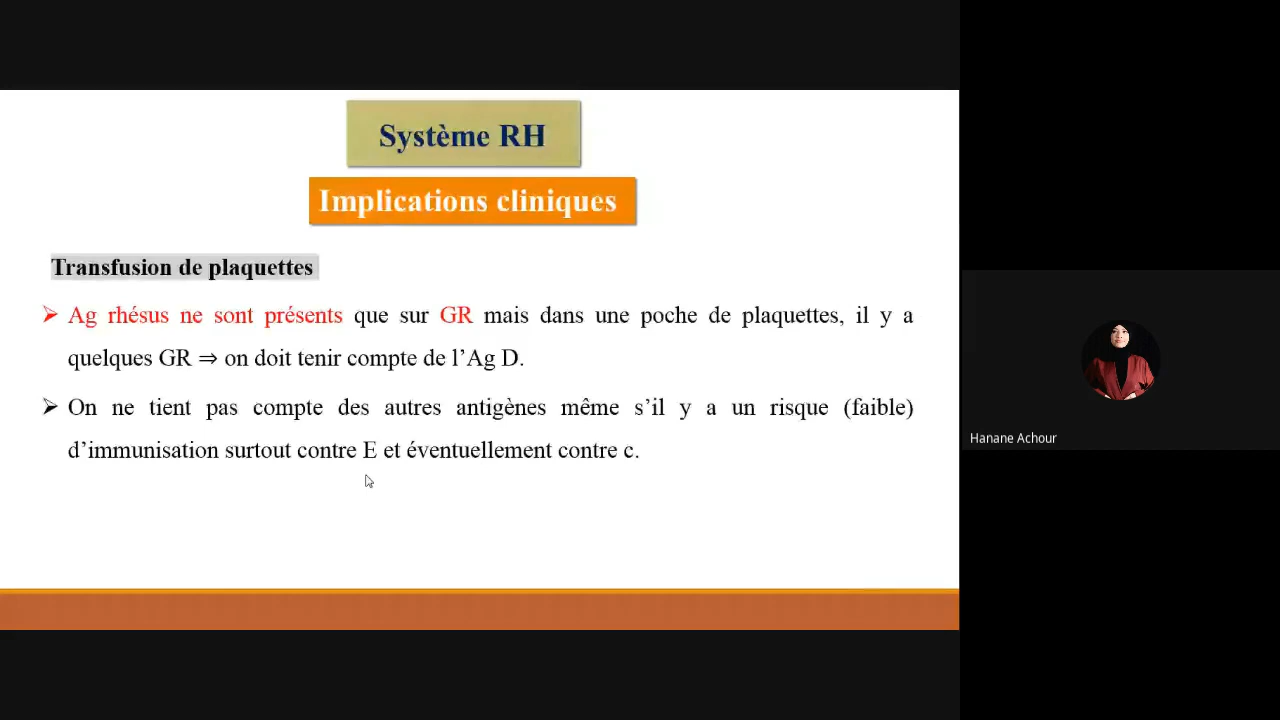 Système RH
Implications cliniques
Transfusion de plaquettes
➢ Ag rhésus ne sont présents que sur GR mais dans une poche de plaquettes, il y a
quelques GR ⇒ on doit tenir compte de l’Ag D.
➢ On ne tient pas compte des autres antigènes même s’il y a un risque (faible)
d’immunisation surtout contre E et éventuellement contre c.
Hanane Achour